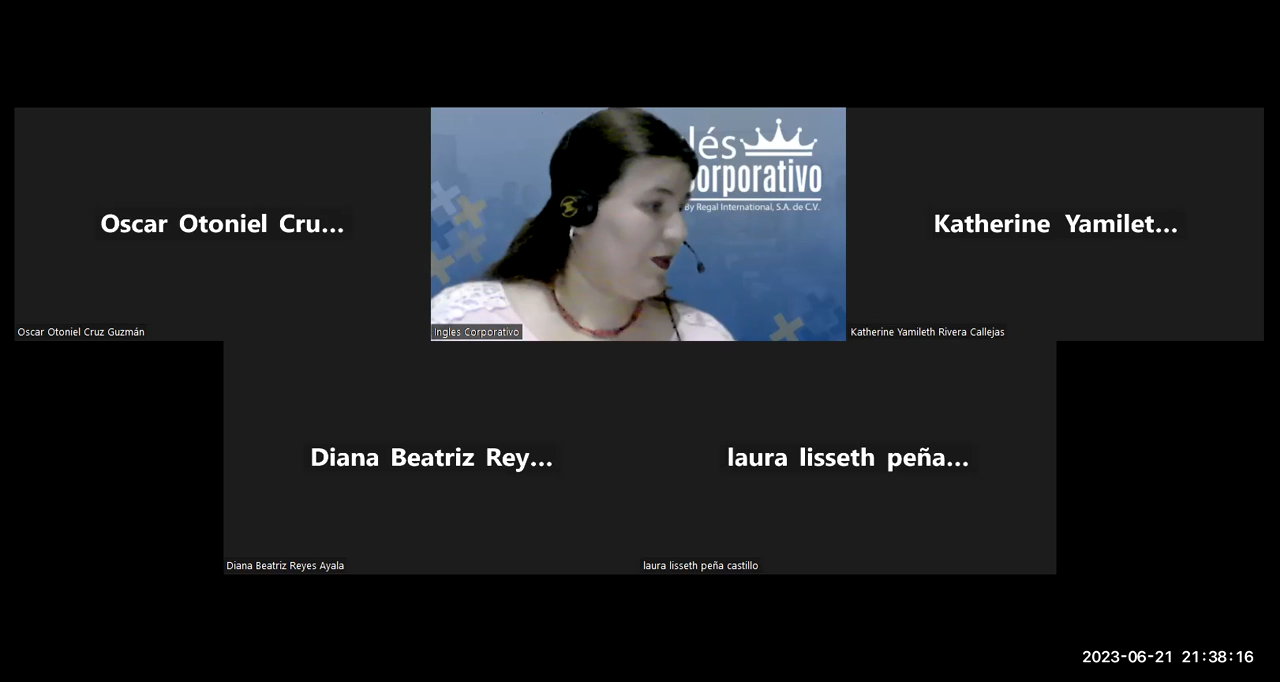 Oscar Otoniel Cru...
lés
orporativo
By Regal International, S.A. de C.V.
Katherine Yamilet...
Oscar Otoniel Cruz Guzmán
Ingles Corporativo
Katherine Yamileth Rivera Callejas
Diana Beatriz Rey...
laura lisseth peña...
Diana Beatriz Reyes Ayala
laura lisseth peña castillo
2023-06-21 21:38:16